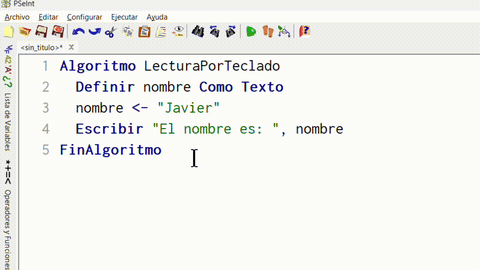 PSeInt
Archivo Editar Configurar Ejecutar Ayuda
<sin_titulo>* X
1 Algoritmo LecturaPorTeclado
2 Definir nombre Como Texto
3 nombre <- "Javier"
4 Escribir "El nombre es: ", nombre
5 FinAlgoritmo
Lista de Variables
*+=< Operadores y Funciones